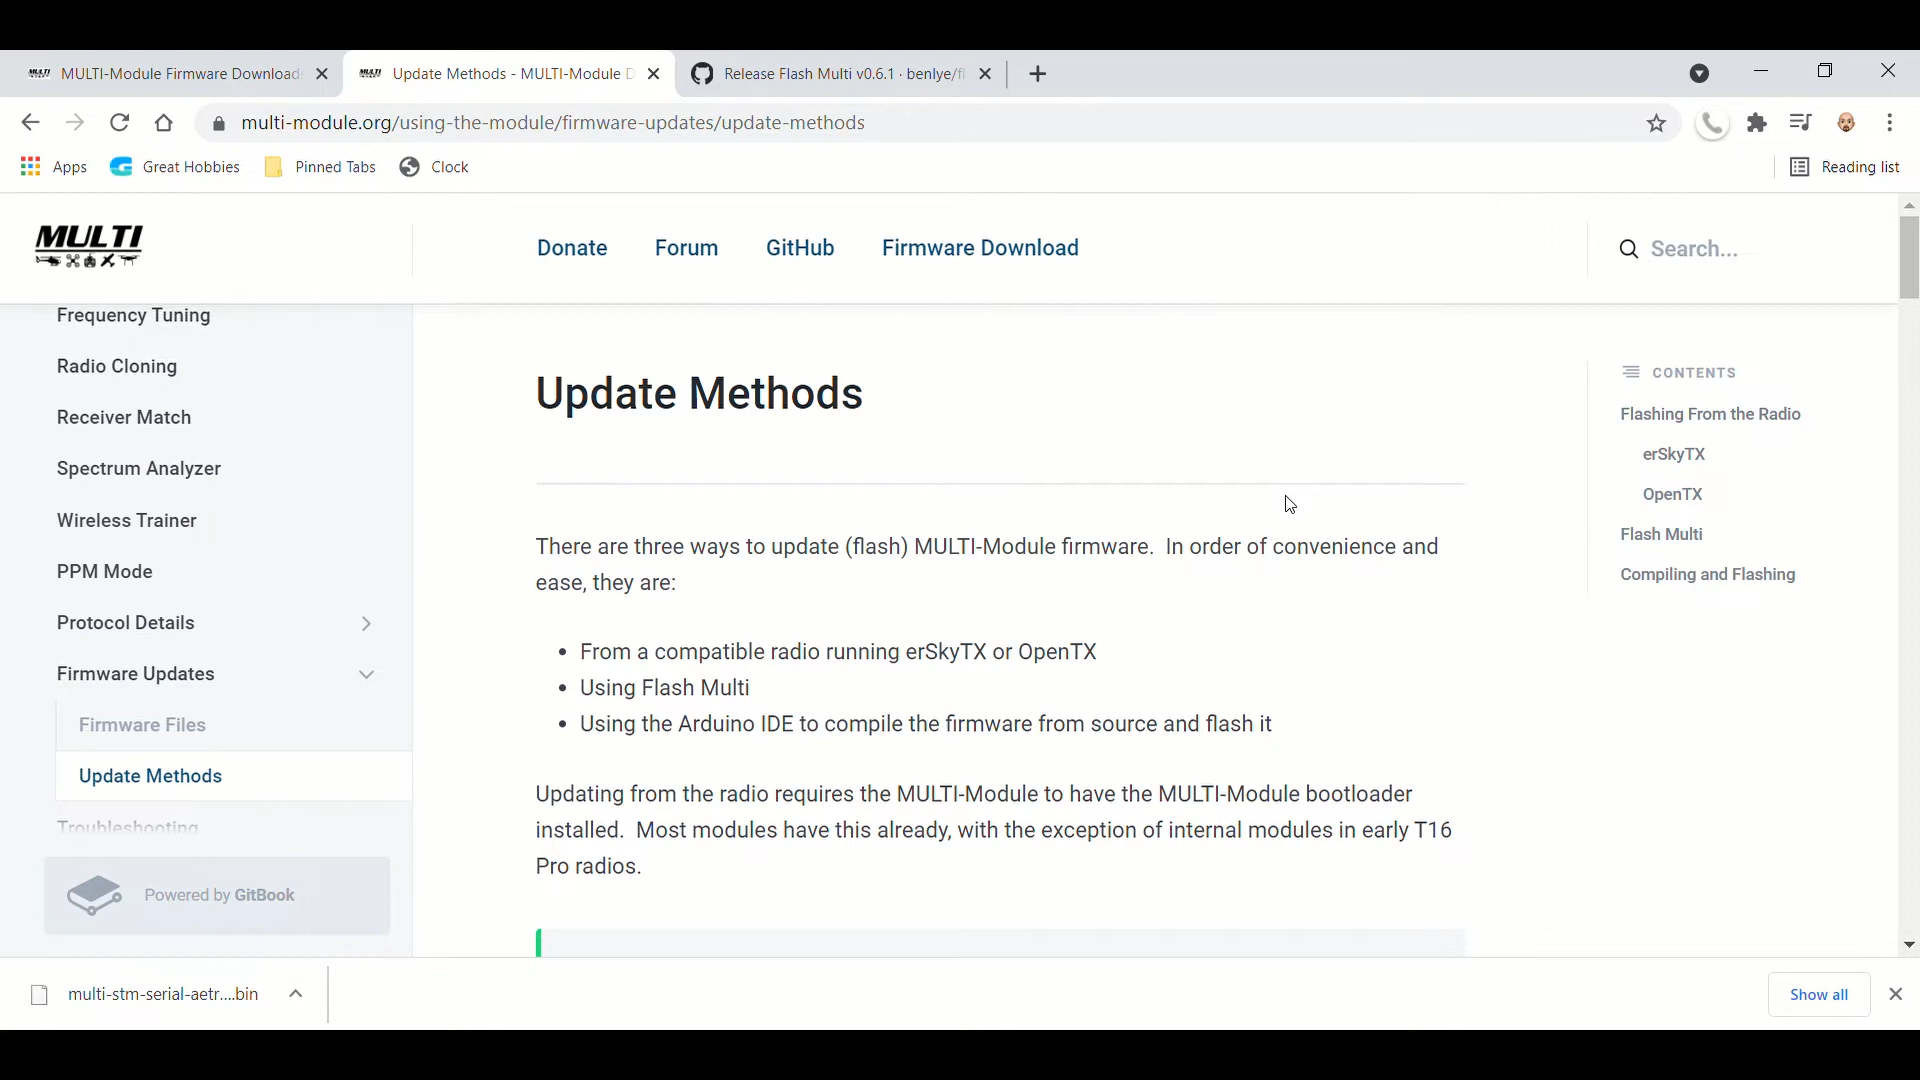 MULTI-Module Firmware Download
Update Methods - MULTI-Module D
Release Flash Multi v0.6.1 · benlye/fl
multi-module.org/using-the-module/firmware-updates/update-methods
Apps
Great Hobbies
Pinned Tabs
Clock
Reading list
MULTI
Donate
Forum
GitHub
Firmware Download
Search...
Frequency Tuning
Radio Cloning
Receiver Match
Spectrum Analyzer
Wireless Trainer
PPM Mode
Protocol Details
Firmware Updates
Firmware Files
Update Methods
Troubleshooting
Powered by GitBook
Update Methods
There are three ways to update (flash) MULTI-Module firmware. In order of convenience and
ease, they are:
• From a compatible radio running erSkyTX or OpenTX
• Using Flash Multi
• Using the Arduino IDE to compile the firmware from source and flash it
Updating from the radio requires the MULTI-Module to have the MULTI-Module bootloader
installed. Most modules have this already, with the exception of internal modules in early T16
Pro radios.
CONTENTS
Flashing From the Radio
erSkyTX
OpenTX
Flash Multi
Compiling and Flashing
multi-stm-serial-aetr....bin
Show all